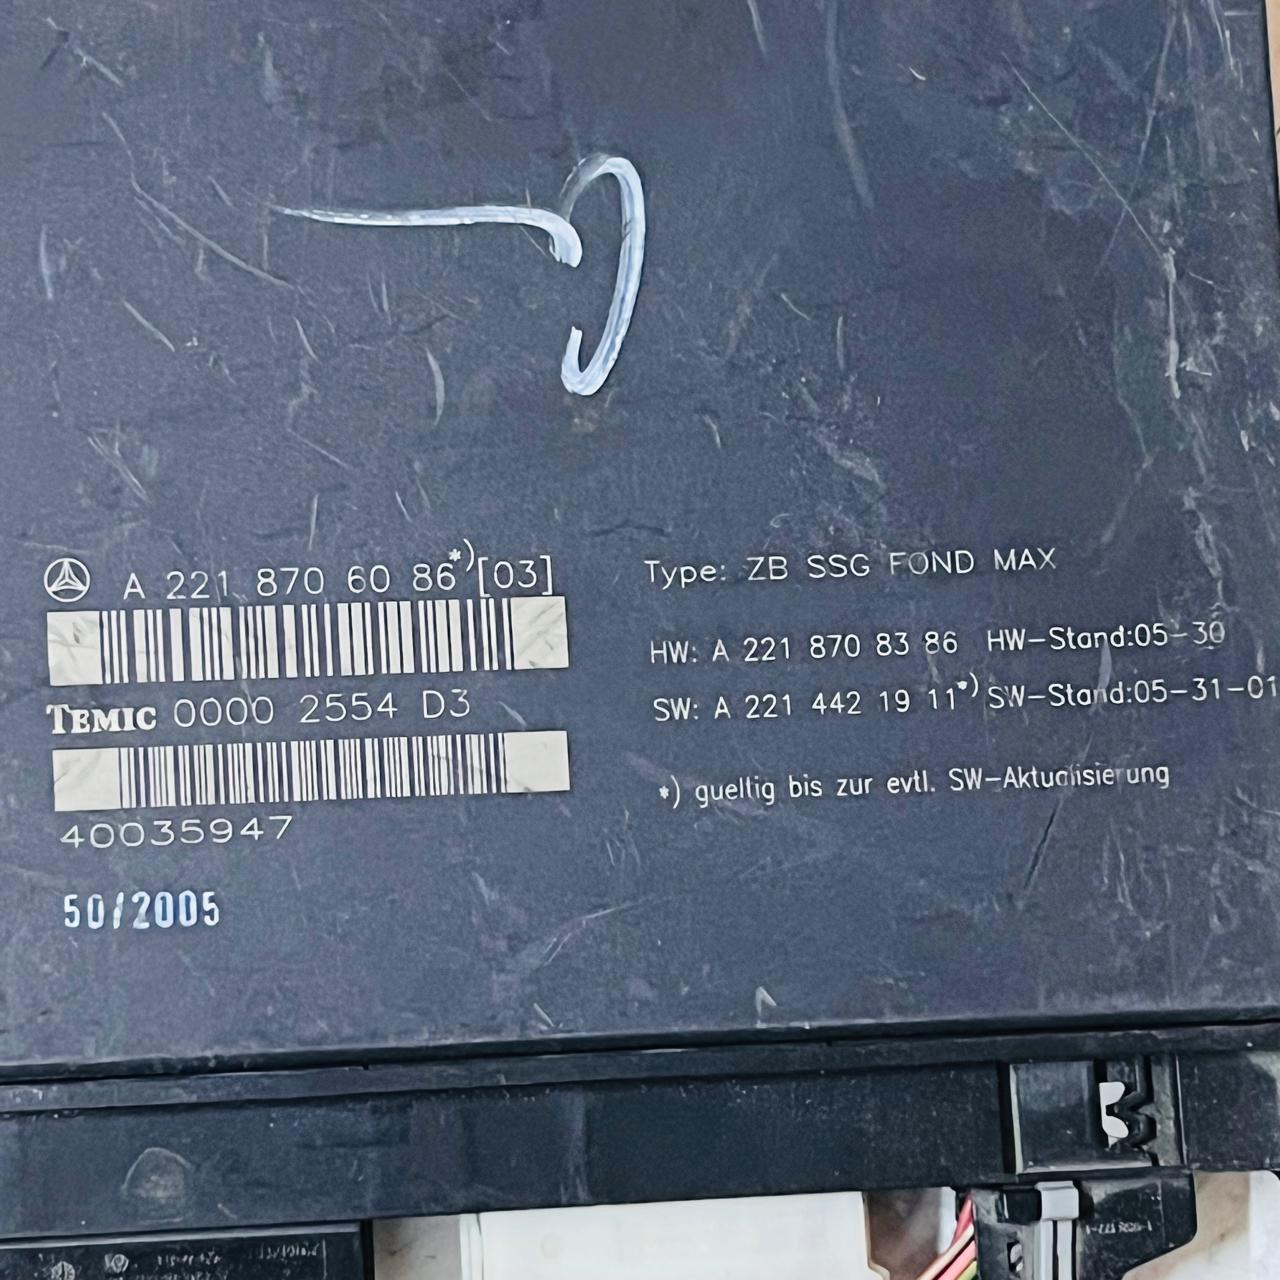 A 221 870 60 86*)[03]
TEMIC 0000 2554 D3
40035947
50/2005
Type: ZB SSG FOND MAX
HW: A 221 870 83 86 HW-Stand:05-30
SW: A 221 442 19 11*) SW-Stand:05-31-01
*) gueltig bis zur evtl. SW-Aktualisierung